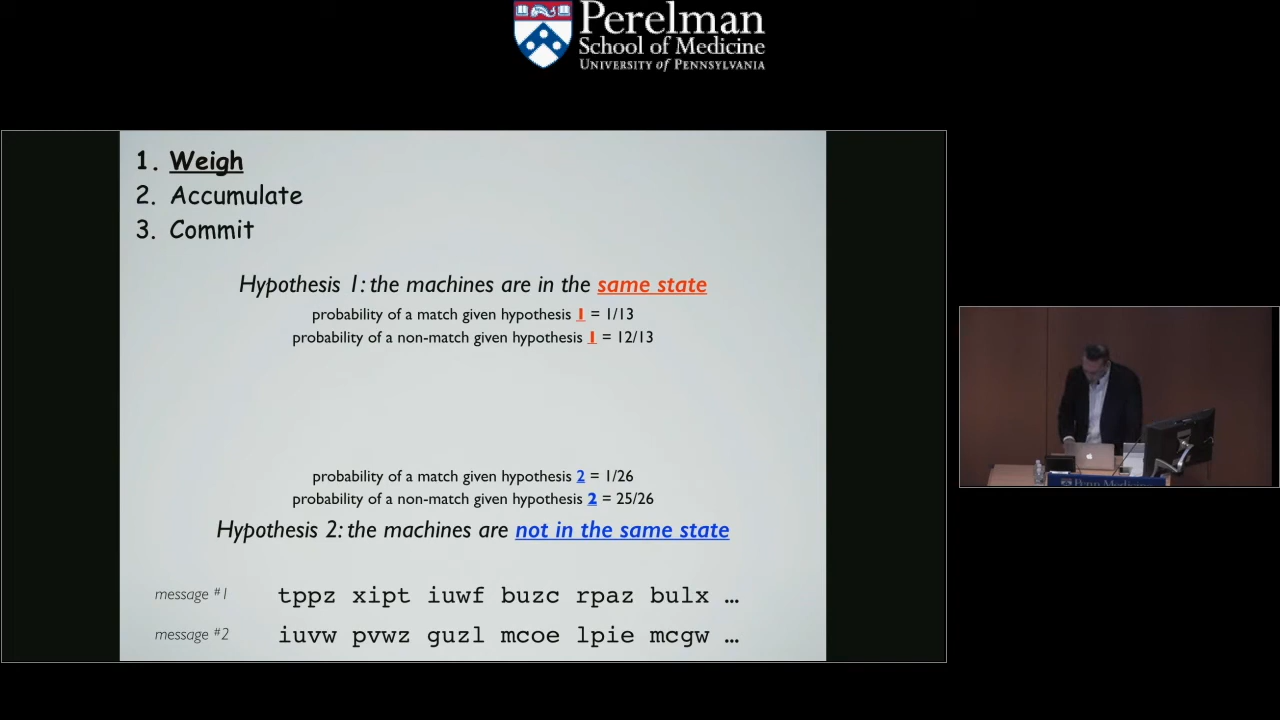 Perelman
School of Medicine
UNIVERSITY of PENNSYLVANIA
1. Weigh
2. Accumulate
3. Commit
Hypothesis 1: the machines are in the same state
probability of a match given hypothesis 1 = 1/13
probability of a non-match given hypothesis 1 = 12/13
probability of a match given hypothesis 2 = 1/26
probability of a non-match given hypothesis 2 = 25/26
Hypothesis 2: the machines are not in the same state
message #1 tppz xipt iuwf buzc rpaz bulx …
message #2 iuvw pvwz guzl mcoe lpie mcgw …
Penn Medicine